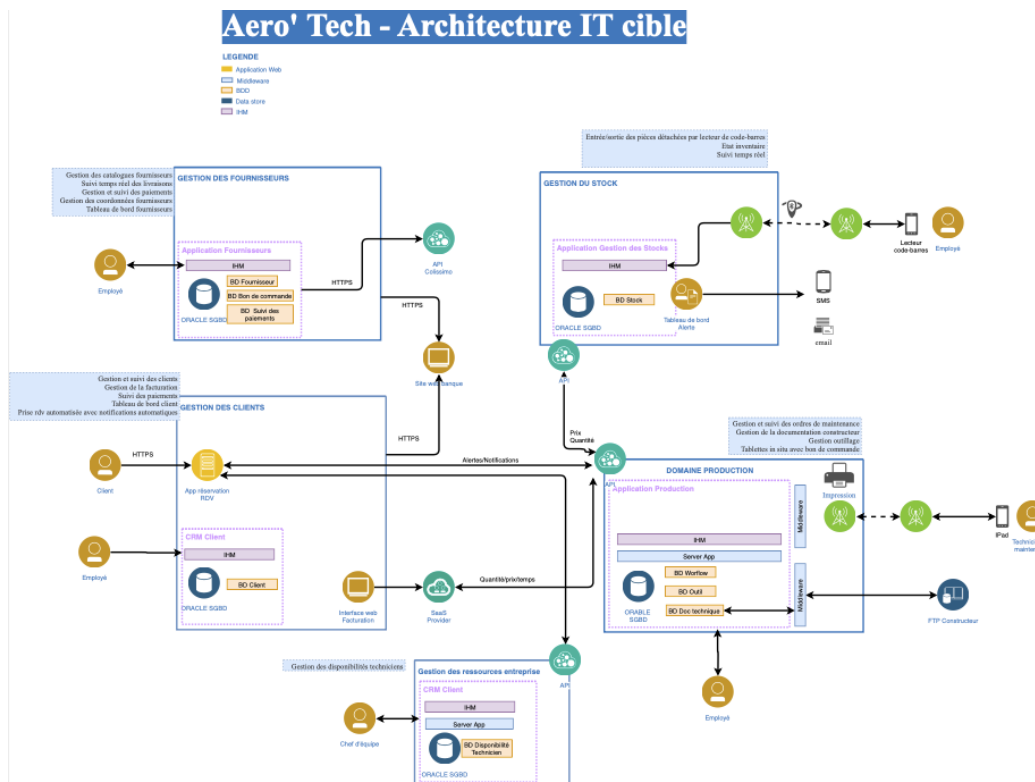 Aero' Tech - Architecture IT cible
LEGENDE
Application Web
Middleware
BDD
Data store
IHM
Gestion des catalogues fournisseurs
Suivi temps réel des livraisons
Gestion et suivi des paiements
Gestion des coordonnées fournisseurs
Tableau de bord fournisseurs
GESTION DES FOURNISSEURS
Application Fournisseurs
IHM
BD Fournisseur
BD Bon de commande
BD Suivi des
paiements
ORACLE SGBD
Employé
HTTPS
API
Colissimo
HTTPS
Site web banque
Entrée/sortie des pièces détachées par lecteur de code-barres
Etat inventaire
Suivi temps réel
GESTION DU STOCK
Application Gestion des Stocks
IHM
BD Stock
ORACLE SGBD
Tableau de bord
Alerte
Lecteur
code-barres
Employé
SMS
email
API
Prix
Quantité
Gestion et suivi des clients
Gestion de la facturation
Suivi des paiements
Tableau de bord client
Prise rdv automatisée avec notifications automatiques
GESTION DES CLIENTS
HTTPS
HTTPS
Client
App réservation
RDV
Alertes/Notifications
CRM Client
IHM
BD Client
ORACLE SGBD
Employé
Interface web
Facturation
SaaS
Provider
Quantité/prix/temps
Gestion et suivi des ordres de maintenance
Gestion de la documentation constructeur
Gestion outillage
Tablettes in situ avec bon de commande
API
DOMAINE PRODUCTION
Application Production
Impression
Middleware
IHM
Server App
BD Worflow
BD Outil
BD Doc technique
ORABLE
SGBD
Middleware
iPad
Technici
mainten
FTP Constructeur
Employé
Gestion des disponibilités techniciens
Gestion des ressources entreprise
API
CRM Client
IHM
Server App
BD Disponibilité
Technicien
ORACLE SGBD
Chef d'équipe